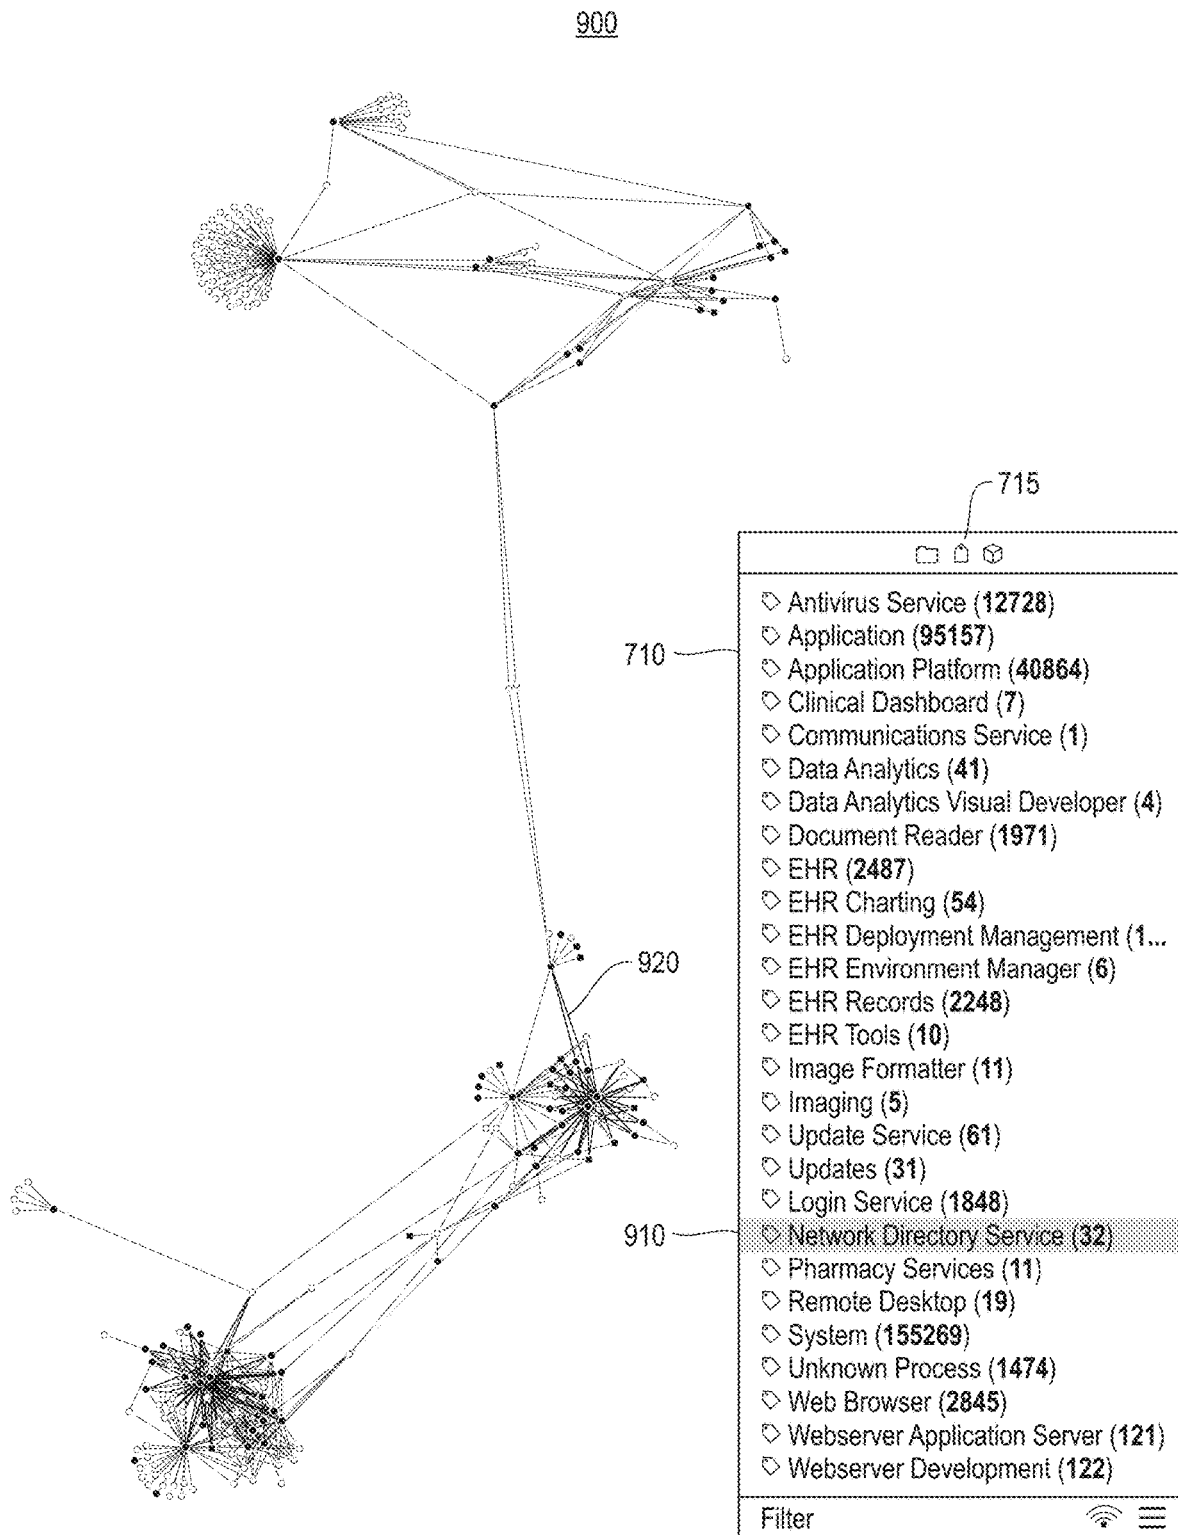 900
715
Antivirus Service (12728)
710
Application (95157)
Application Platform (40864)
Clinical Dashboard (7)
Communications Service (1)
Data Analytics (41)
Data Analytics Visual Developer (4)
Document Reader (1971)
EHR (2487)
EHR Charting (54)
EHR Deployment Management (1...
920
EHR Environment Manager (6)
EHR Records (2248)
EHR Tools (10)
Image Formatter (11)
Imaging (5)
Update Service (61)
Updates (31)
Login Service (1848)
910
Network Directory Service (32)
Pharmacy Services (11)
Remote Desktop (19)
System (155269)
Unknown Process (1474)
Web Browser (2845)
Webserver Application Server (121)
Webserver Development (122)
Filter